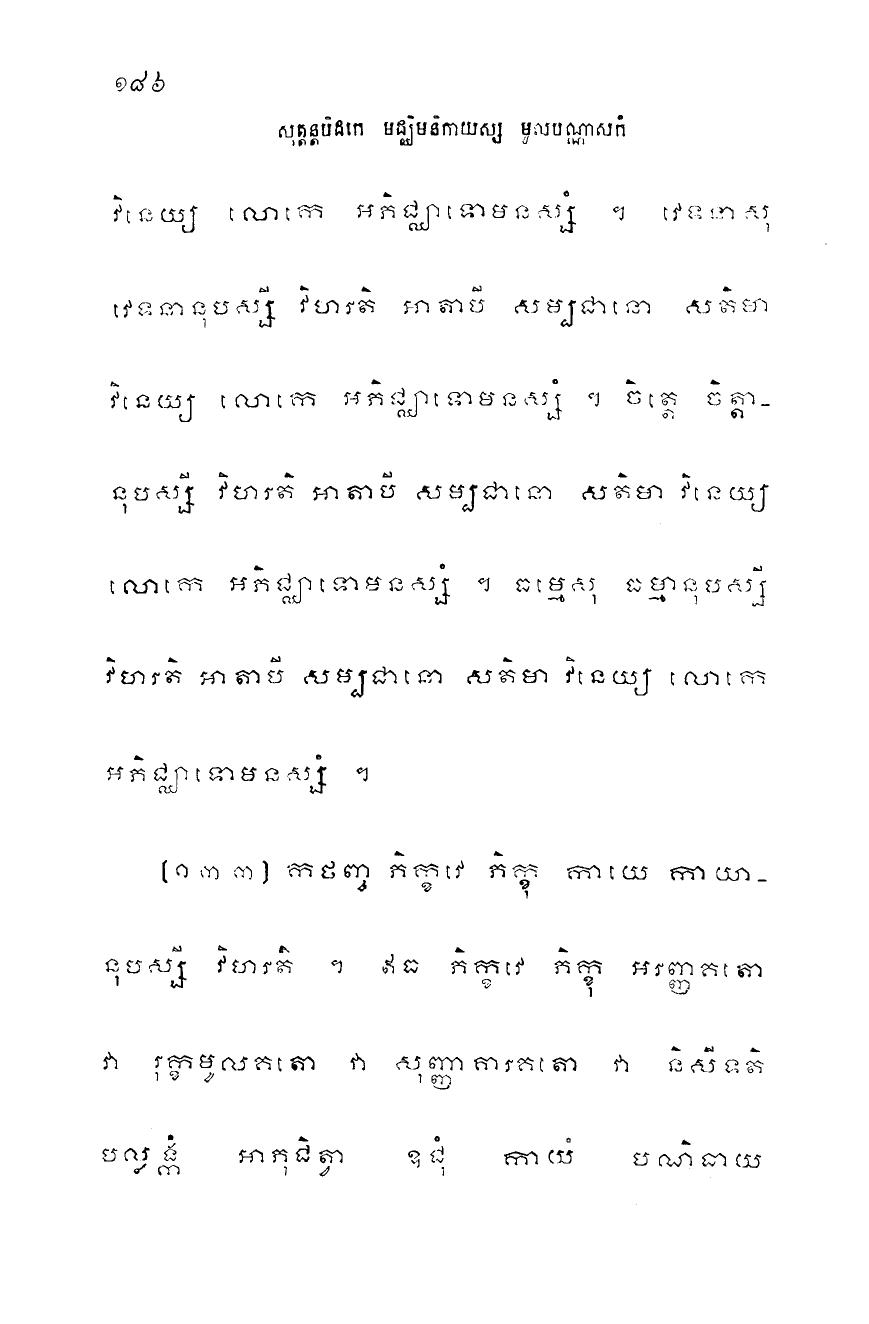 ១៨៦
សុត្តន្តបិដកេ មជ្ឈិមនិកាយស្ស មូលបណ្ណាសកំ
វិនេយ្យ លោកេ អភិជ្ឈាទោមនស្សំ ។ វេទនាសុ
វេទនានុបស្សី វិហរតិ អាតាបី សម្បជានោ សតិមា
វិនេយ្យ លោកេ អភិជ្ឈាទោមនស្សំ ។ ចិត្តេ ចិត្តា-
នុបស្សី វិហរតិ អាតាបី សម្បជានោ សតិមា វិនេយ្យ
លោកេ អភិជ្ឈាទោមនស្សំ ។ ធម្មេសុ ធម្មានុបស្សី
វិហរតិ អាតាបី សម្បជានោ សតិមា វិនេយ្យ លោកេ
អភិជ្ឈាទោមនស្សំ ។
[១៣៣] កថញ្ច ភិក្ខវេ ភិក្ខុ កាយេ កាយា-
នុបស្សី វិហរតិ ។ ឥធ ភិក្ខវេ ភិក្ខុ អរញ្ញគតោ
វា រុក្ខមូលគតោ វា សុញ្ញាគារគតោ វា និសីទតិ
បល្លង្កំ អាភុជិត្វា ឧជុំ កាយំ បណិធាយ